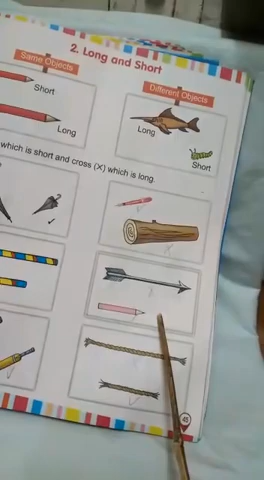 2. Long and Short
Same Objects
Different Objects
Short
Long
Long
Short
which is short and cross (X) which is long.
45